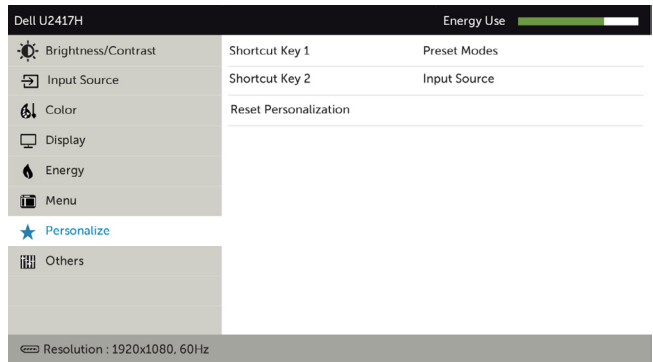 Dell U2417H Energy Use
Brightness/Contrast Shortcut Key 1 Preset Modes
Input Source Shortcut Key 2 Input Source
Color Reset Personalization
Display
Energy
Menu
Personalize
Others
Resolution : 1920x1080, 60Hz